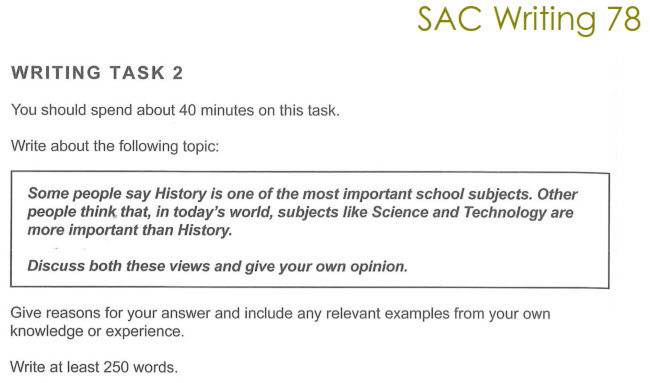 SAC Writing 78
WRITING TASK 2
You should spend about 40 minutes on this task.
Write about the following topic:
Some people say History is one of the most important school subjects. Other
people think that, in today's world, subjects like Science and Technology are
more important than History.
Discuss both these views and give your own opinion.
Give reasons for your answer and include any relevant examples from your own
knowledge or experience.
Write at least 250 words.